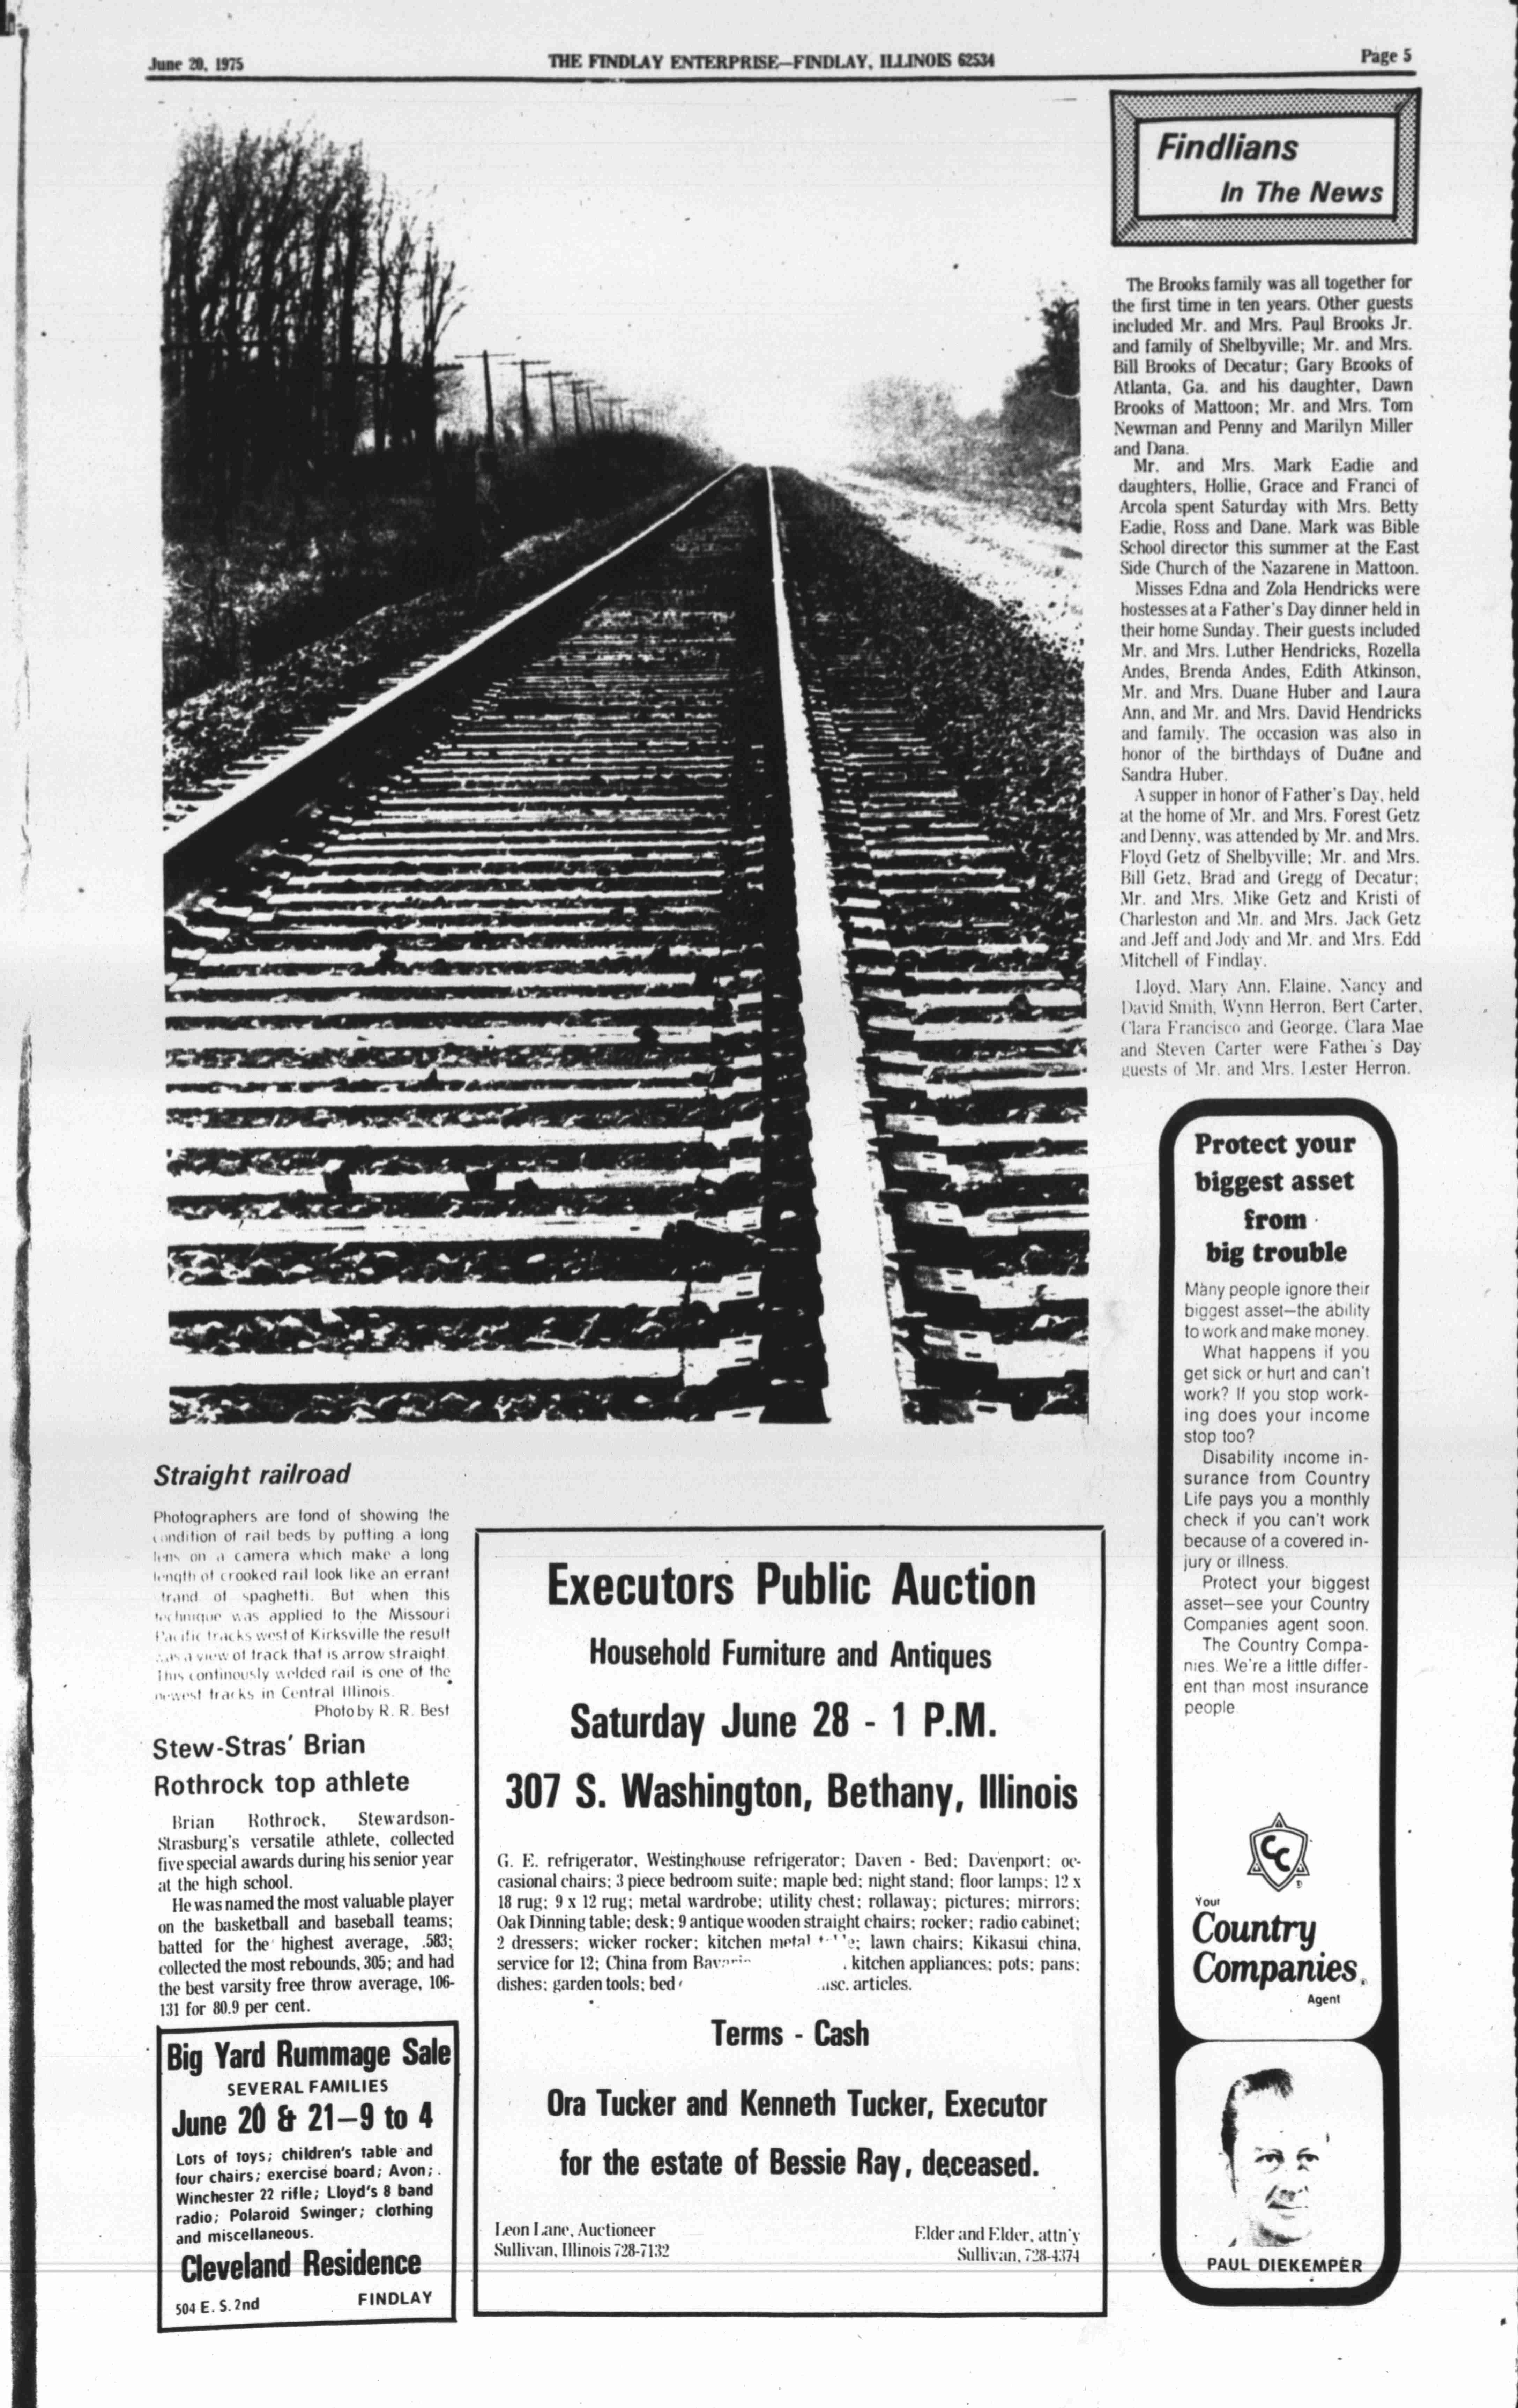 June 20, 1975
THE FINDLAY ENTERPRISE—FINDLAY, ILLINOIS 62534
Page 5
Straight railroad
Photographers are fond of showing the
condition of rail beds by putting a long
lens on a camera which make a long
length of crooked rail look like an errant
strand of spaghetti. But when this
technique was applied to the Missouri
Pacific tracks west of Kirksville the result
was a view of track that is arrow straight.
This continously welded rail is one of the
newest tracks in Central Illinois.
Photo by R. R. Best
Stew-Stras' Brian
Rothrock top athlete
Brian Rothrock, Stewardson-
Strasburg's versatile athlete, collected
five special awards during his senior year
at the high school.
He was named the most valuable player
on the basketball and baseball teams;
batted for the highest average, .583;
collected the most rebounds, 305; and had
the best varsity free throw average, 106-
131 for 80.9 per cent.
Big Yard Rummage Sale
SEVERAL FAMILIES
June 20 & 21—9 to 4
Lots of toys; children's table and
four chairs; exercise board; Avon;
Winchester 22 rifle; Lloyd's 8 band
radio; Polaroid Swinger; clothing
and miscellaneous.
Cleveland Residence
504 E. S. 2nd FINDLAY
Executors Public Auction
Household Furniture and Antiques
Saturday June 28 - 1 P.M.
307 S. Washington, Bethany, Illinois
G. E. refrigerator, Westinghouse refrigerator; Daven - Bed; Davenport; oc-
casional chairs; 3 piece bedroom suite; maple bed; night stand; floor lamps; 12 x
18 rug; 9 x 12 rug; metal wardrobe; utility chest; rollaway; pictures; mirrors;
Oak Dinning table; desk; 9 antique wooden straight chairs; rocker; radio cabinet;
2 dressers; wicker rocker; kitchen metal lawn chairs; Kikasui china,
service for 12; China from kitchen appliances; pots; pans;
dishes; garden tools; bed articles.
Terms - Cash
Ora Tucker and Kenneth Tucker, Executor
for the estate of Bessie Ray, deceased.
Leon Lane, Auctioneer
Sullivan, Illinois 728-7132
Elder and Elder, attn'y
Sullivan, 728-4374
Findlians
In The News
The Brooks family was all together for
the first time in ten years. Other guests
included Mr. and Mrs. Paul Brooks Jr.
and family of Shelbyville; Mr. and Mrs.
Bill Brooks of Decatur; Gary Brooks of
Atlanta, Ga. and his daughter, Dawn
Brooks of Mattoon; Mr. and Mrs. Tom
Newman and Penny and Marilyn Miller
and Dana.
Mr. and Mrs. Mark Eadie and
daughters, Hollie, Grace and Franci of
Arcola spent Saturday with Mrs. Betty
Eadie, Ross and Dane. Mark was Bible
School director this summer at the East
Side Church of the Nazarene in Mattoon.
Misses Edna and Zola Hendricks were
hostesses at a Father's Day dinner held in
their home Sunday. Their guests included
Mr. and Mrs. Luther Hendricks, Rozella
Andes, Brenda Andes, Edith Atkinson,
Mr. and Mrs. Duane Huber and Laura
Ann, and Mr. and Mrs. David Hendricks
and family. The occasion was also in
honor of the birthdays of Duane and
Sandra Huber.
A supper in honor of Father's Day, held
at the home of Mr. and Mrs. Forest Getz
and Denny, was attended by Mr. and Mrs.
Floyd Getz of Shelbyville; Mr. and Mrs.
Bill Getz, Brad and Gregg of Decatur;
Mr. and Mrs. Mike Getz and Kristi of
Charleston and Mr. and Mrs. Jack Getz
and Jeff and Jody and Mr. and Mrs. Edd
Mitchell of Findlay.
Lloyd, Mary Ann, Elaine, Nancy and
David Smith, Wynn Herron, Bert Carter,
Clara Francisco and George, Clara Mae
and Steven Carter were Father's Day
guests of Mr. and Mrs. Lester Herron.
Protect your
biggest asset
from
big trouble
Many people ignore their
biggest asset—the ability
to work and make money.
What happens if you
get sick or hurt and can't
work? If you stop work-
ing does your income
stop too?
Disability income in-
surance from Country
Life pays you a monthly
check if you can't work
because of a covered in-
jury or illness.
Protect your biggest
asset—see your Country
Companies agent soon.
The Country Compa-
nies. We're a little differ-
ent than most insurance
people.
CC
Your
Country
Companies®
Agent
PAUL DIEKEMPER